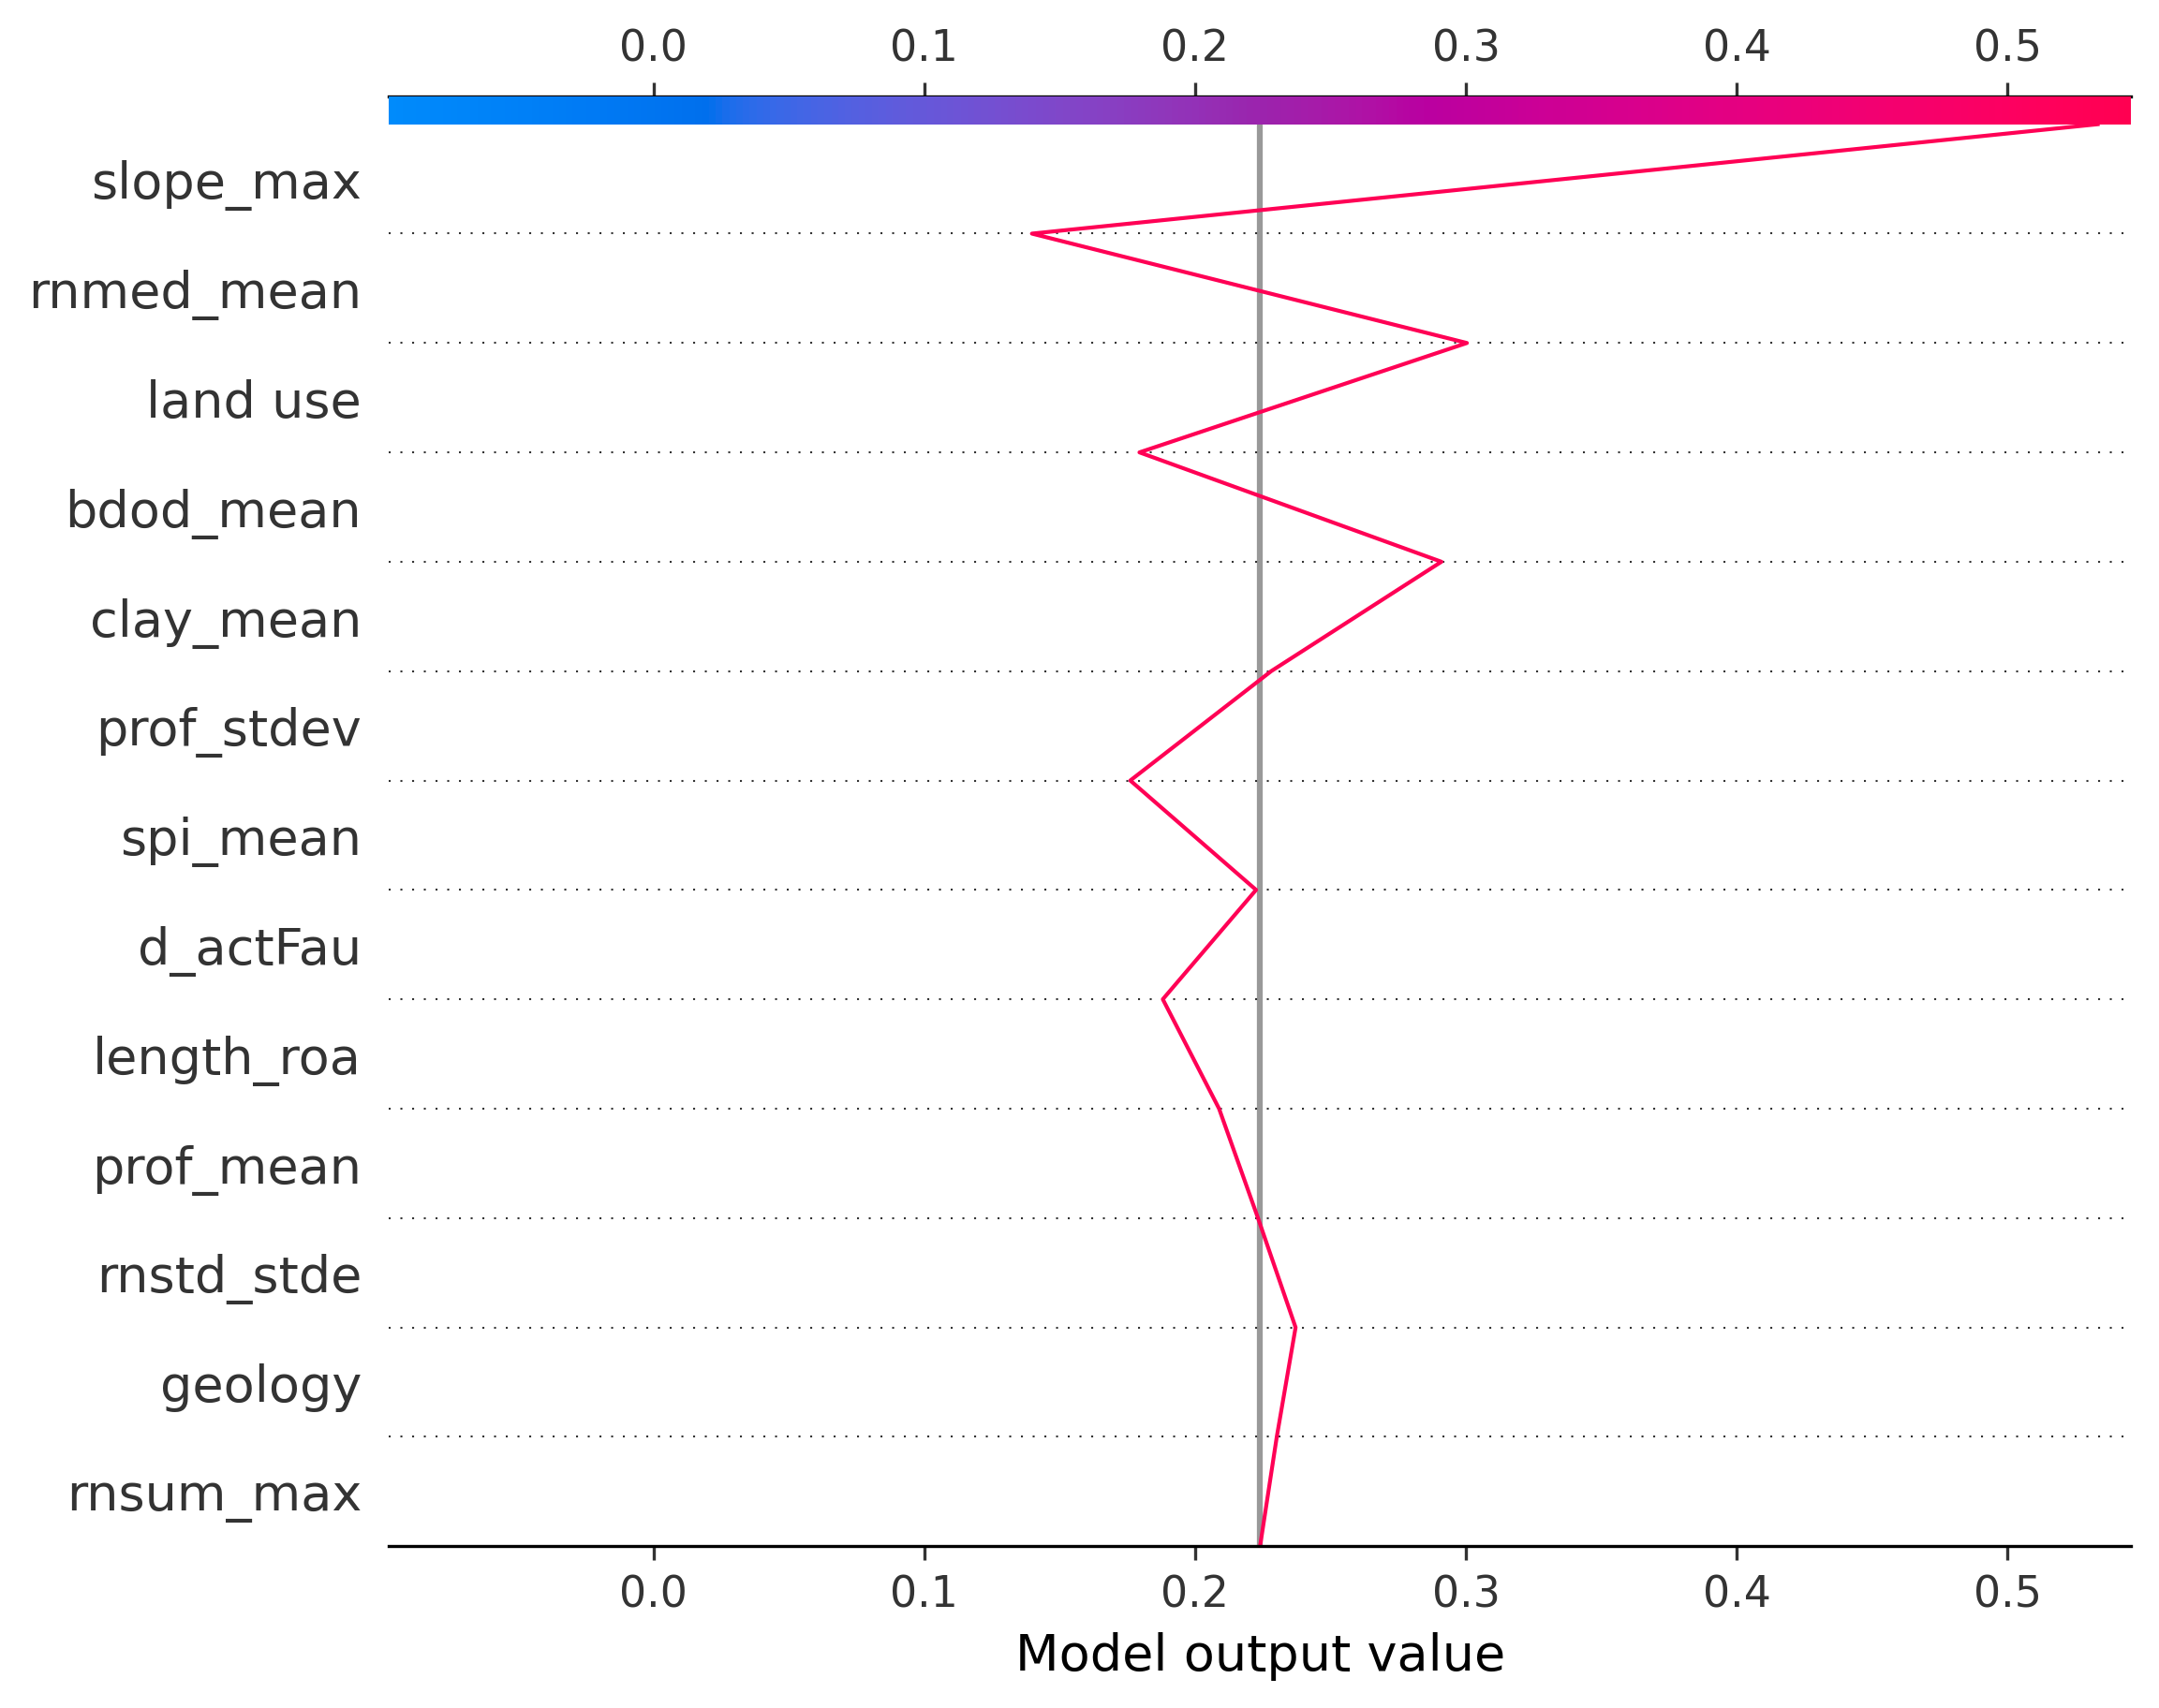 0.0 0.1 0.2 0.3 0.4 0.5
slope_max
rnmed_mean
land use
bdod_mean
clay_mean
prof_stdev
spi_mean
d_actFau
length_roa
prof_mean
rnstd_stde
geology
rnsum_max
0.0 0.1 0.2 0.3 0.4 0.5
Model output value